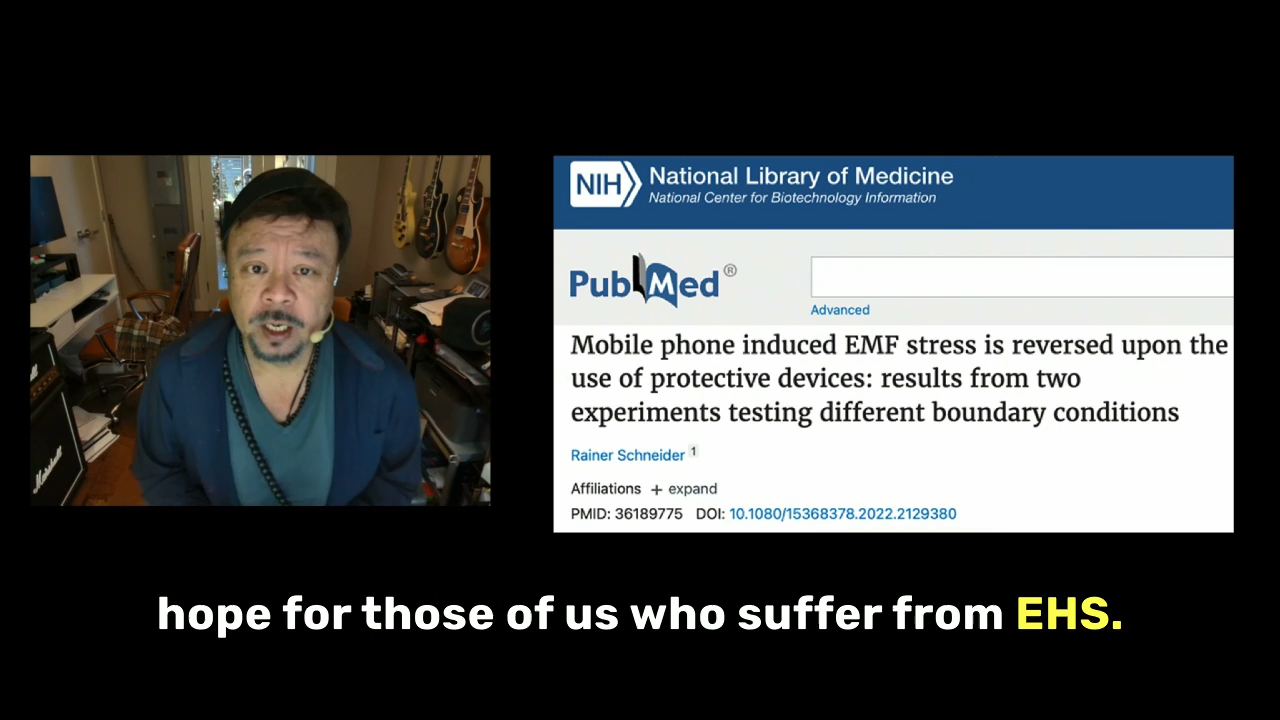 NIH National Library of Medicine
National Center for Biotechnology Information
PubMed®
Advanced
Mobile phone induced EMF stress is reversed upon the
use of protective devices: results from two
experiments testing different boundary conditions
Rainer Schneider 1
Affiliations + expand
PMID: 36189775 DOI: 10.1080/15368378.2022.2129380
Marshall
hope for those of us who suffer from EHS.